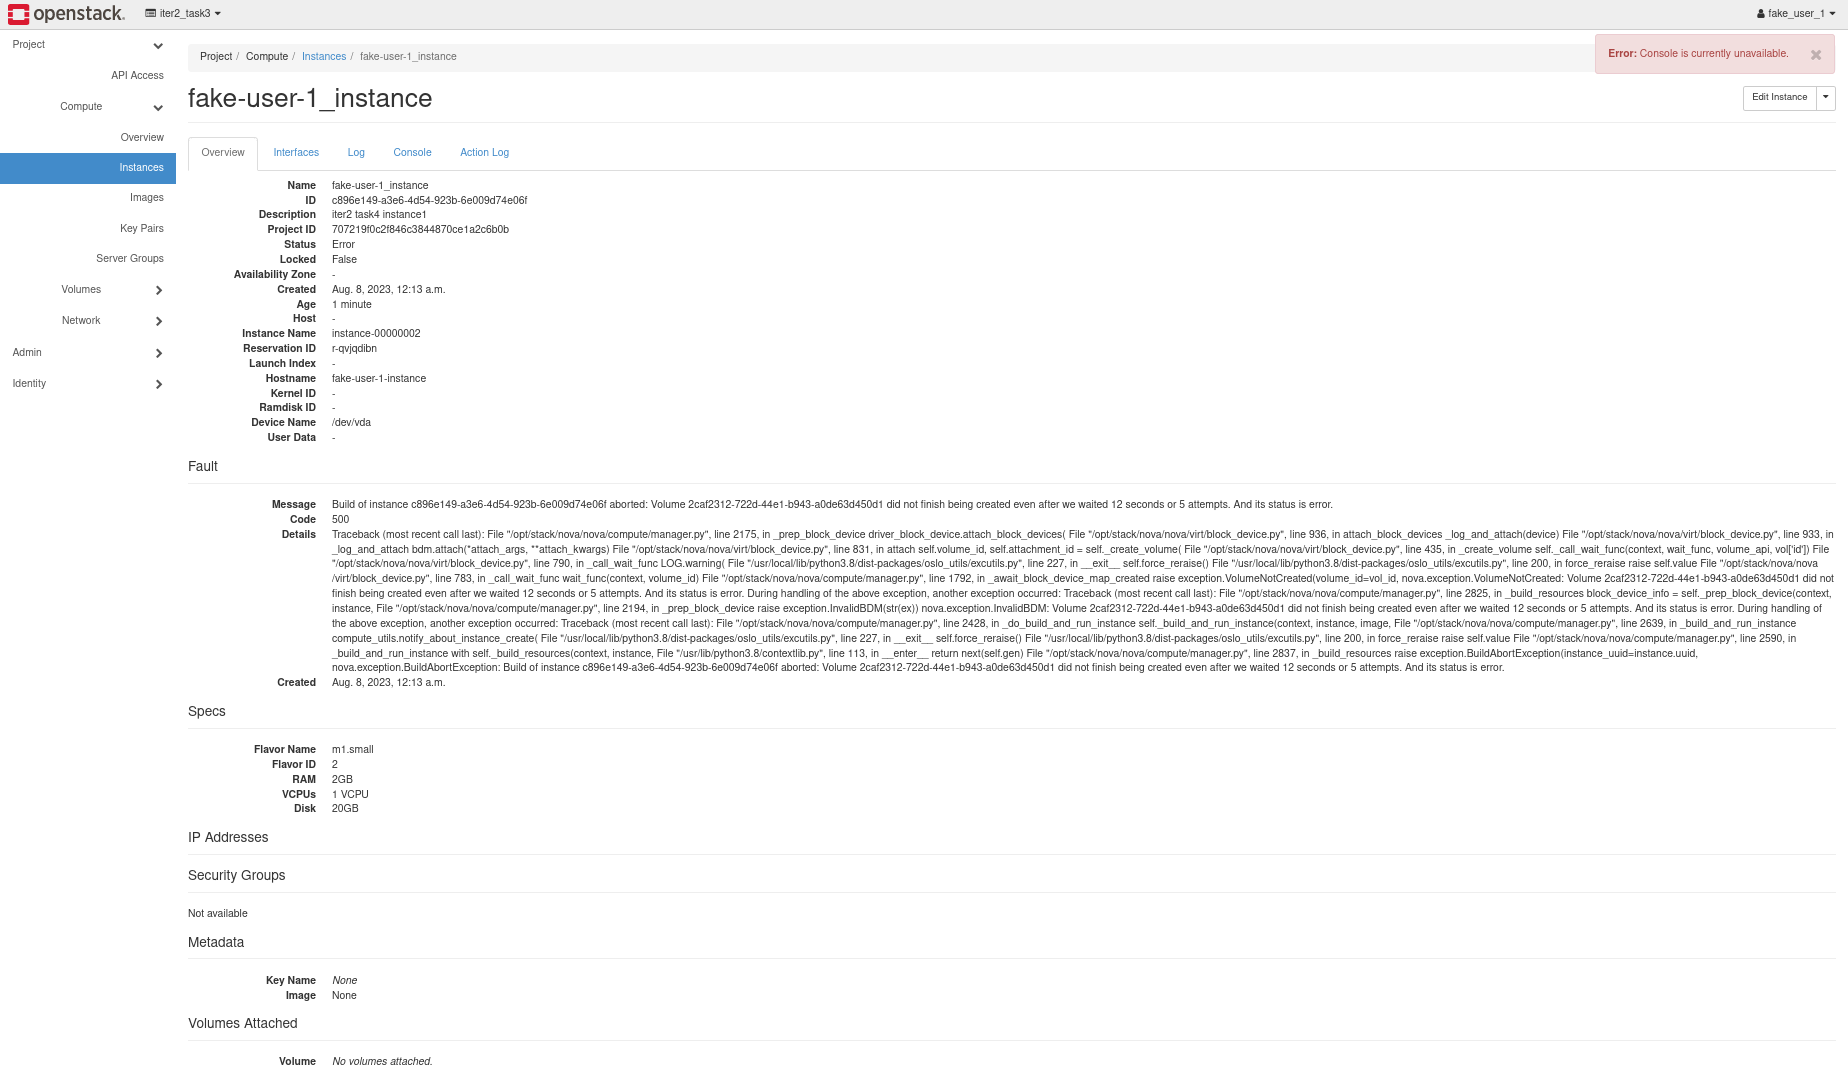 openstack. iter2_task3 fake_user_1
Project
API Access
Compute
Overview
Instances
Images
Key Pairs
Server Groups
Volumes
Network
Admin
Identity
Project / Compute / Instances / fake-user-1_instance
Error: Console is currently unavailable.
fake-user-1_instance
Edit Instance
Overview Interfaces Log Console Action Log
Name fake-user-1_instance
ID c896e149-a3e6-4d54-923b-6e009d74e06f
Description iter2 task4 instance1
Project ID 707219f0c2f846c3844870ce1a2c6b0b
Status Error
Locked False
Availability Zone -
Created Aug. 8, 2023, 12:13 a.m.
Age 1 minute
Host -
Instance Name instance-00000002
Reservation ID r-qvjqdibn
Launch Index -
Hostname fake-user-1-instance
Kernel ID -
Ramdisk ID -
Device Name /dev/vda
User Data -
Fault
Message Build of instance c896e149-a3e6-4d54-923b-6e009d74e06f aborted: Volume 2caf2312-722d-44e1-b943-a0de63d450d1 did not finish being created even after we waited 12 seconds or 5 attempts. And its status is error.
Code 500
Details Traceback (most recent call last): File "/opt/stack/nova/nova/compute/manager.py", line 2175, in _prep_block_device driver_block_device.attach_block_devices( File "/opt/stack/nova/nova/virt/block_device.py", line 936, in attach_block_devices _log_and_attach(device) File "/opt/stack/nova/nova/virt/block_device.py", line 933, in
_log_and_attach bdm.attach(*attach_args, **attach_kwargs) File "/opt/stack/nova/nova/virt/block_device.py", line 831, in attach self.volume_id, self.attachment_id = self._create_volume( File "/opt/stack/nova/nova/virt/block_device.py", line 435, in _create_volume self._call_wait_func(context, wait_func, volume_api, vol['id']) File
"/opt/stack/nova/nova/virt/block_device.py", line 790, in _call_wait_func LOG.warning( File "/usr/local/lib/python3.8/dist-packages/oslo_utils/excutils.py", line 227, in __exit__ self.force_reraise() File "/usr/local/lib/python3.8/dist-packages/oslo_utils/excutils.py", line 200, in force_reraise raise self.value File "/opt/stack/nova/nova
/virt/block_device.py", line 783, in _call_wait_func wait_func(context, volume_id) File "/opt/stack/nova/nova/compute/manager.py", line 1792, in _await_block_device_map_created raise exception.VolumeNotCreated(volume_id=vol_id, nova.exception.VolumeNotCreated: Volume 2caf2312-722d-44e1-b943-a0de63d450d1 did not
finish being created even after we waited 12 seconds or 5 attempts. And its status is error. During handling of the above exception, another exception occurred: Traceback (most recent call last): File "/opt/stack/nova/nova/compute/manager.py", line 2825, in _build_resources block_device_info = self._prep_block_device(context,
instance, File "/opt/stack/nova/nova/compute/manager.py", line 2194, in _prep_block_device raise exception.InvalidBDM(str(ex)) nova.exception.InvalidBDM: Volume 2caf2312-722d-44e1-b943-a0de63d450d1 did not finish being created even after we waited 12 seconds or 5 attempts. And its status is error. During handling of
the above exception, another exception occurred: Traceback (most recent call last): File "/opt/stack/nova/nova/compute/manager.py", line 2428, in _do_build_and_run_instance self._build_and_run_instance(context, instance, image, File "/opt/stack/nova/nova/compute/manager.py", line 2639, in _build_and_run_instance
compute_utils.notify_about_instance_create( File "/usr/local/lib/python3.8/dist-packages/oslo_utils/excutils.py", line 227, in __exit__ self.force_reraise() File "/usr/local/lib/python3.8/dist-packages/oslo_utils/excutils.py", line 200, in force_reraise raise self.value File "/opt/stack/nova/nova/compute/manager.py", line 2590, in
_build_and_run_instance with self._build_resources(context, instance, File "/usr/lib/python3.8/contextlib.py", line 113, in __enter__ return next(self.gen) File "/opt/stack/nova/nova/compute/manager.py", line 2837, in _build_resources raise exception.BuildAbortException(instance_uuid=instance.uuid,
nova.exception.BuildAbortException: Build of instance c896e149-a3e6-4d54-923b-6e009d74e06f aborted: Volume 2caf2312-722d-44e1-b943-a0de63d450d1 did not finish being created even after we waited 12 seconds or 5 attempts. And its status is error.
Created Aug. 8, 2023, 12:13 a.m.
Specs
Flavor Name m1.small
Flavor ID 2
RAM 2GB
VCPUs 1 VCPU
Disk 20GB
IP Addresses
Security Groups
Not available
Metadata
Key Name None
Image None
Volumes Attached
Volume No volumes attached.